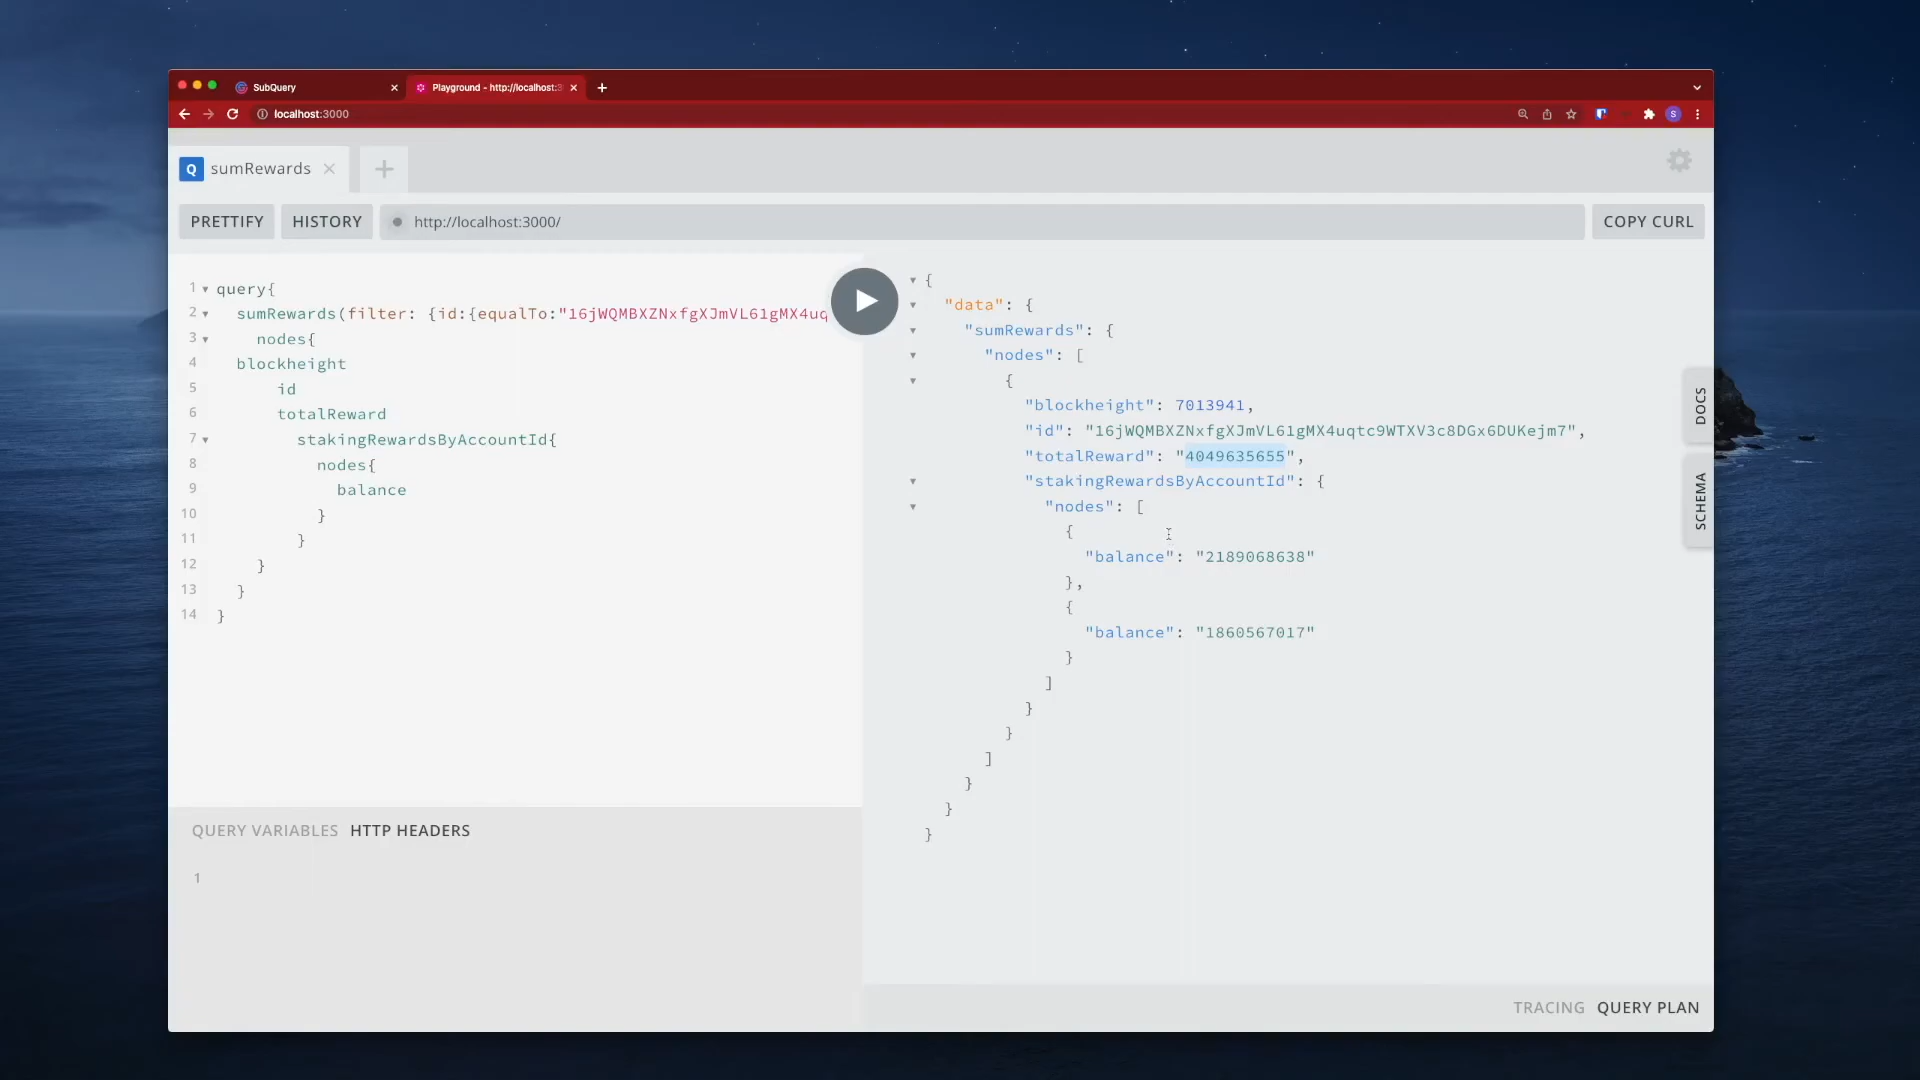 SubQuery
Playground - http://localhost:3
localhost:3000
S
Q sumRewards
PRETTIFY
HISTORY
http://localhost:3000/
COPY CURL
1 query{
2 sumRewards(filter: {id:{equalTo:"16jWQMBXZNxfgXJmVL61gMX4uq
3 nodes{
4 blockheight
5 id
6 totalReward
7 stakingRewardsByAccountId{
8 nodes{
9 balance
10 }
11 }
12 }
13 }
14 }
{
"data": {
"sumRewards": {
"nodes": [
{
"blockheight": 7013941,
"id": "16jWQMBXZNxfgXJmVL61gMX4uqtc9WTXV3c8DGx6DUKejm7",
"totalReward": "4049635655",
"stakingRewardsByAccountId": {
"nodes": [
{
"balance": "2189068638"
},
{
"balance": "1860567017"
}
]
}
}
]
}
}
}
DOCS
SCHEMA
QUERY VARIABLES
HTTP HEADERS
1
TRACING
QUERY PLAN